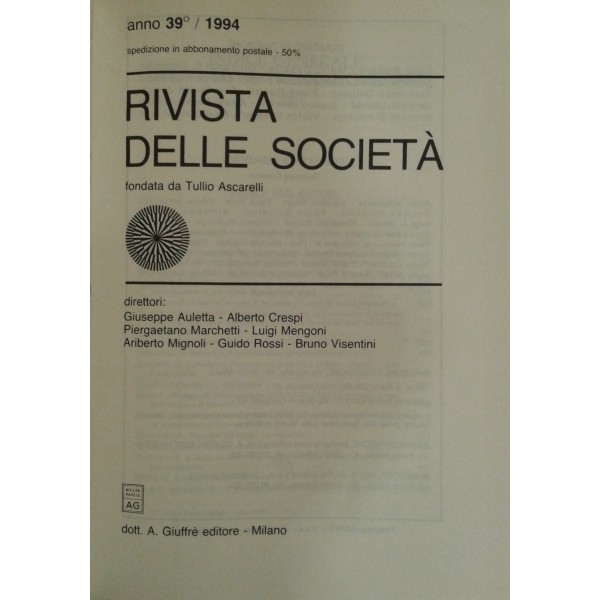 anno 39° / 1994
spedizione in abbonamento postale - 50%
RIVISTA
DELLE SOCIETÀ
fondata da Tullio Ascarelli
direttori:
Giuseppe Auletta - Alberto Crespi
Piergaetano Marchetti - Luigi Mengoni
Ariberto Mignoli - Guido Rossi - Bruno Visentini
AG
dott. A. Giuffrè editore - Milano